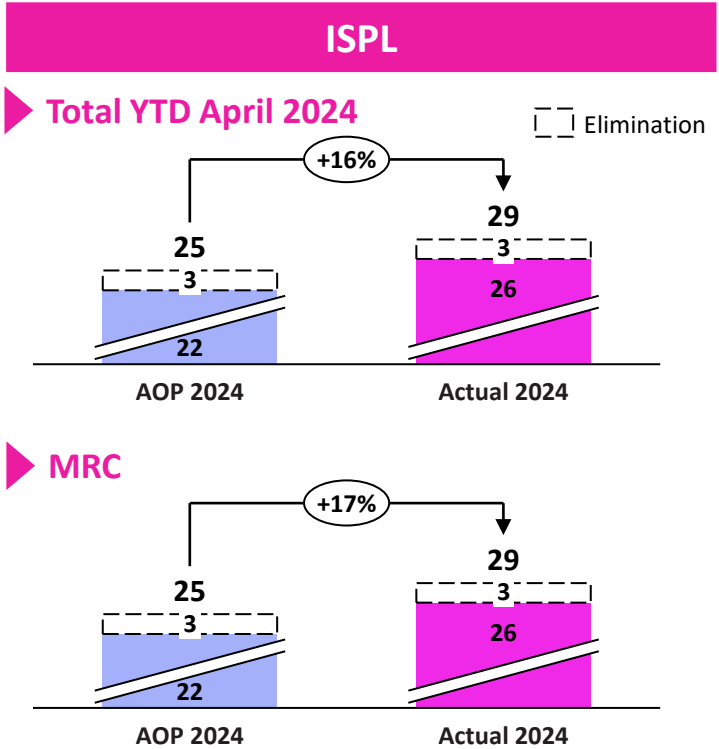 ISPL
Total YTD April 2024
Elimination
+16%
25
29
3
3
26
22
AOP 2024
Actual 2024
MRC
+17%
25
29
3
3
26
22
AOP 2024
Actual 2024